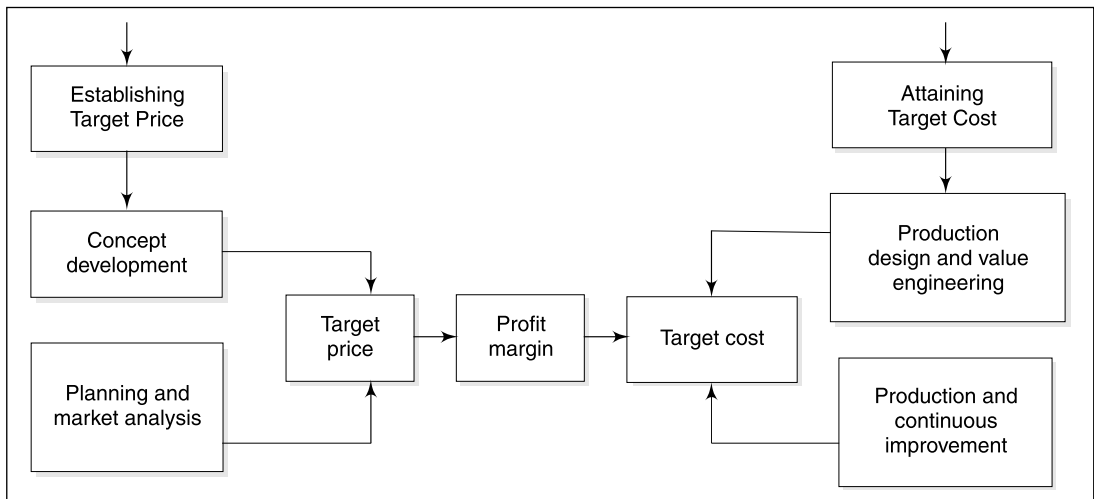 Establishing
Target Price
Attaining
Target Cost
Concept
development
Production
design and value
engineering
Target
price
Profit
margin
Target cost
Planning and
market analysis
Production and
continuous
improvement